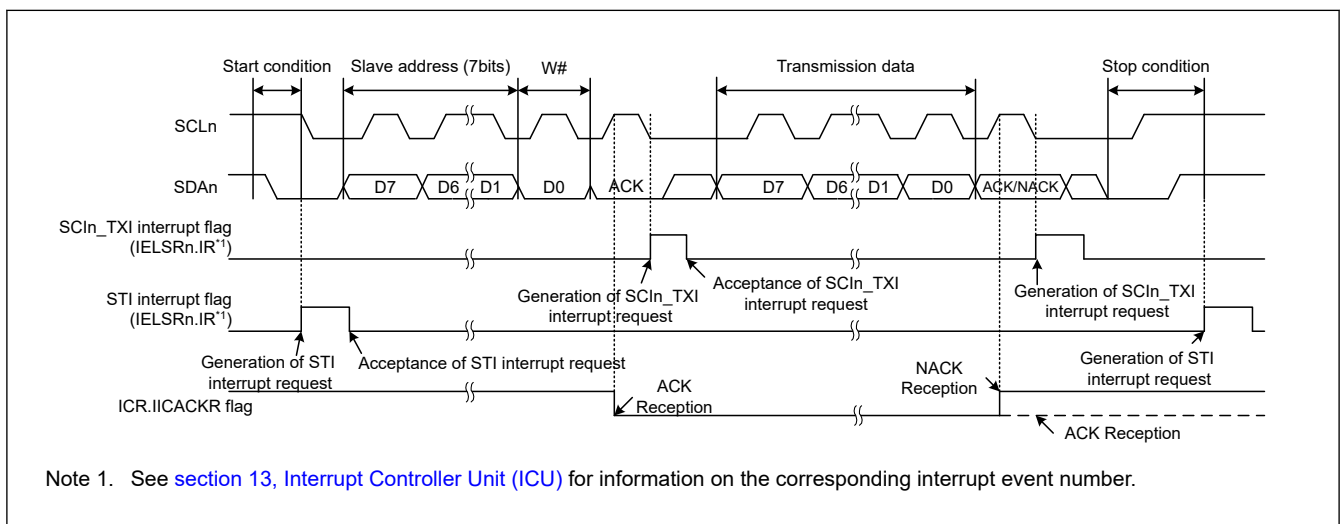 Start condition
Slave address (7bits)
W#
Transmission data
Stop condition
SCLn
SDAn
D7
D6
D1
D0
ACK
D7
D6
D1
D0
ACK/NACK
SCIn_TXI interrupt flag
(IELSRn.IR*1)
Generation of SCIn_TXI
interrupt request
Acceptance of SCIn_TXI
interrupt request
Generation of SCIn_TXI
interrupt request
STI interrupt flag
(IELSRn.IR*1)
Generation of STI
interrupt request
Acceptance of STI interrupt request
Generation of STI
interrupt request
ICR.IICACKR flag
ACK
Reception
NACK
Reception
ACK Reception
Note 1. See section 13, Interrupt Controller Unit (ICU) for information on the corresponding interrupt event number.